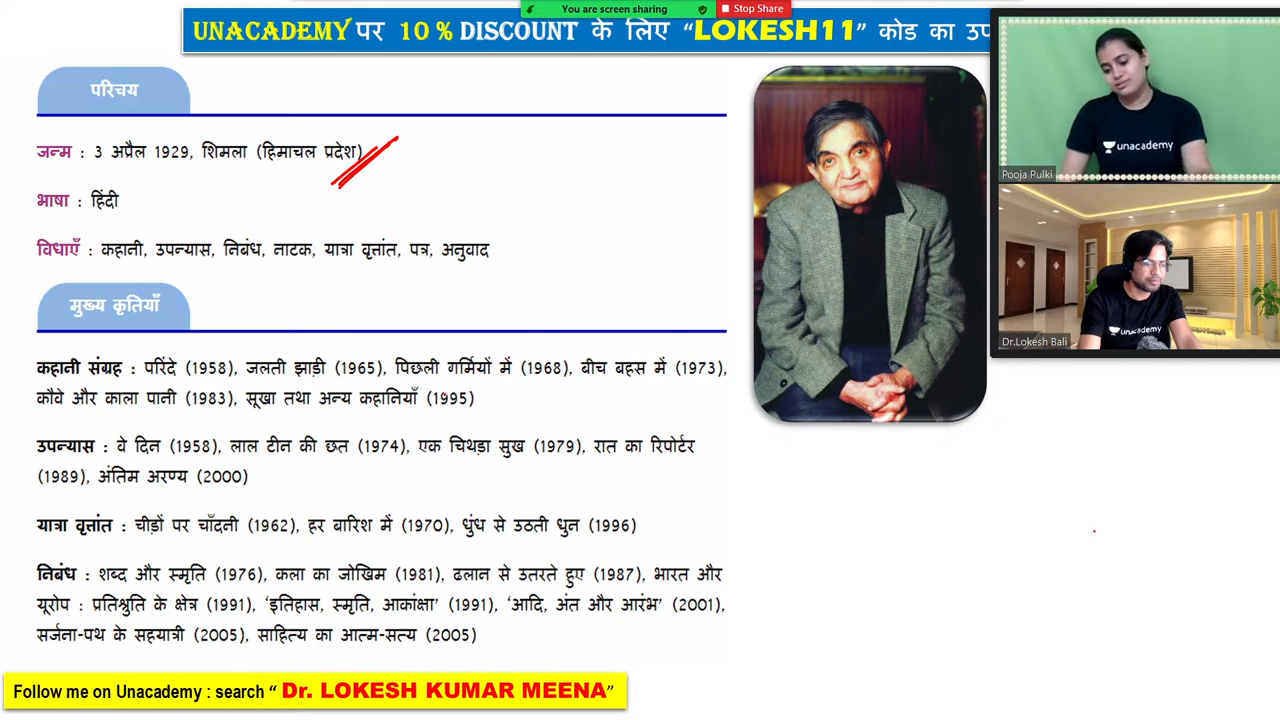 You are screen sharing
Stop Share
UNACADEMY पर 10 % DISCOUNT के लिए “LOKESH11” कोड का उप
परिचय
जन्म : 3 अप्रैल 1929, शिमला (हिमाचल प्रदेश)
भाषा : हिंदी
विधाएँ : कहानी, उपन्यास, निबंध, नाटक, यात्रा वृत्तांत, पत्र, अनुवाद
मुख्य कृतियाँ
कहानी संग्रह : परिंदे (1958), जलती झाड़ी (1965), पिछली गर्मियों में (1968), बीच बहस में (1973),
कौवे और काला पानी (1983), सूखा तथा अन्य कहानियाँ (1995)
उपन्यास : वे दिन (1958), लाल टीन की छत (1974), एक चिथड़ा सुख (1979), रात का रिपोर्टर
(1989), अंतिम अरण्य (2000)
यात्रा वृत्तांत : चीड़ों पर चाँदनी (1962), हर बारिश में (1970), धुंध से उठती धुन (1996)
निबंध : शब्द और स्मृति (1976), कला का जोखिम (1981), ढलान से उतरते हुए (1987), भारत और
यूरोप : प्रतिश्रुति के क्षेत्र (1991), ‘इतिहास, स्मृति, आकांक्षा’ (1991), ‘आदि, अंत और आरंभ’ (2001),
सर्जना-पथ के सहयात्री (2005), साहित्य का आत्म-सत्य (2005)
Follow me on Unacademy : search “ Dr. LOKESH KUMAR MEENA”
unacademy
Pooja Pulki
unacademy
Dr.Lokesh Bali